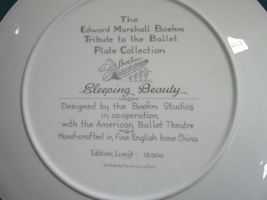 The
Edward Marshall Boehm
Tribute to the Ballet
Plate Collection
Boehm
Sleeping Beauty
Designed by the Boehm Studios
in co-operation
with the American Ballet Theatre
Hand-crafted in fine English bone China
Edition Limit: 15,000